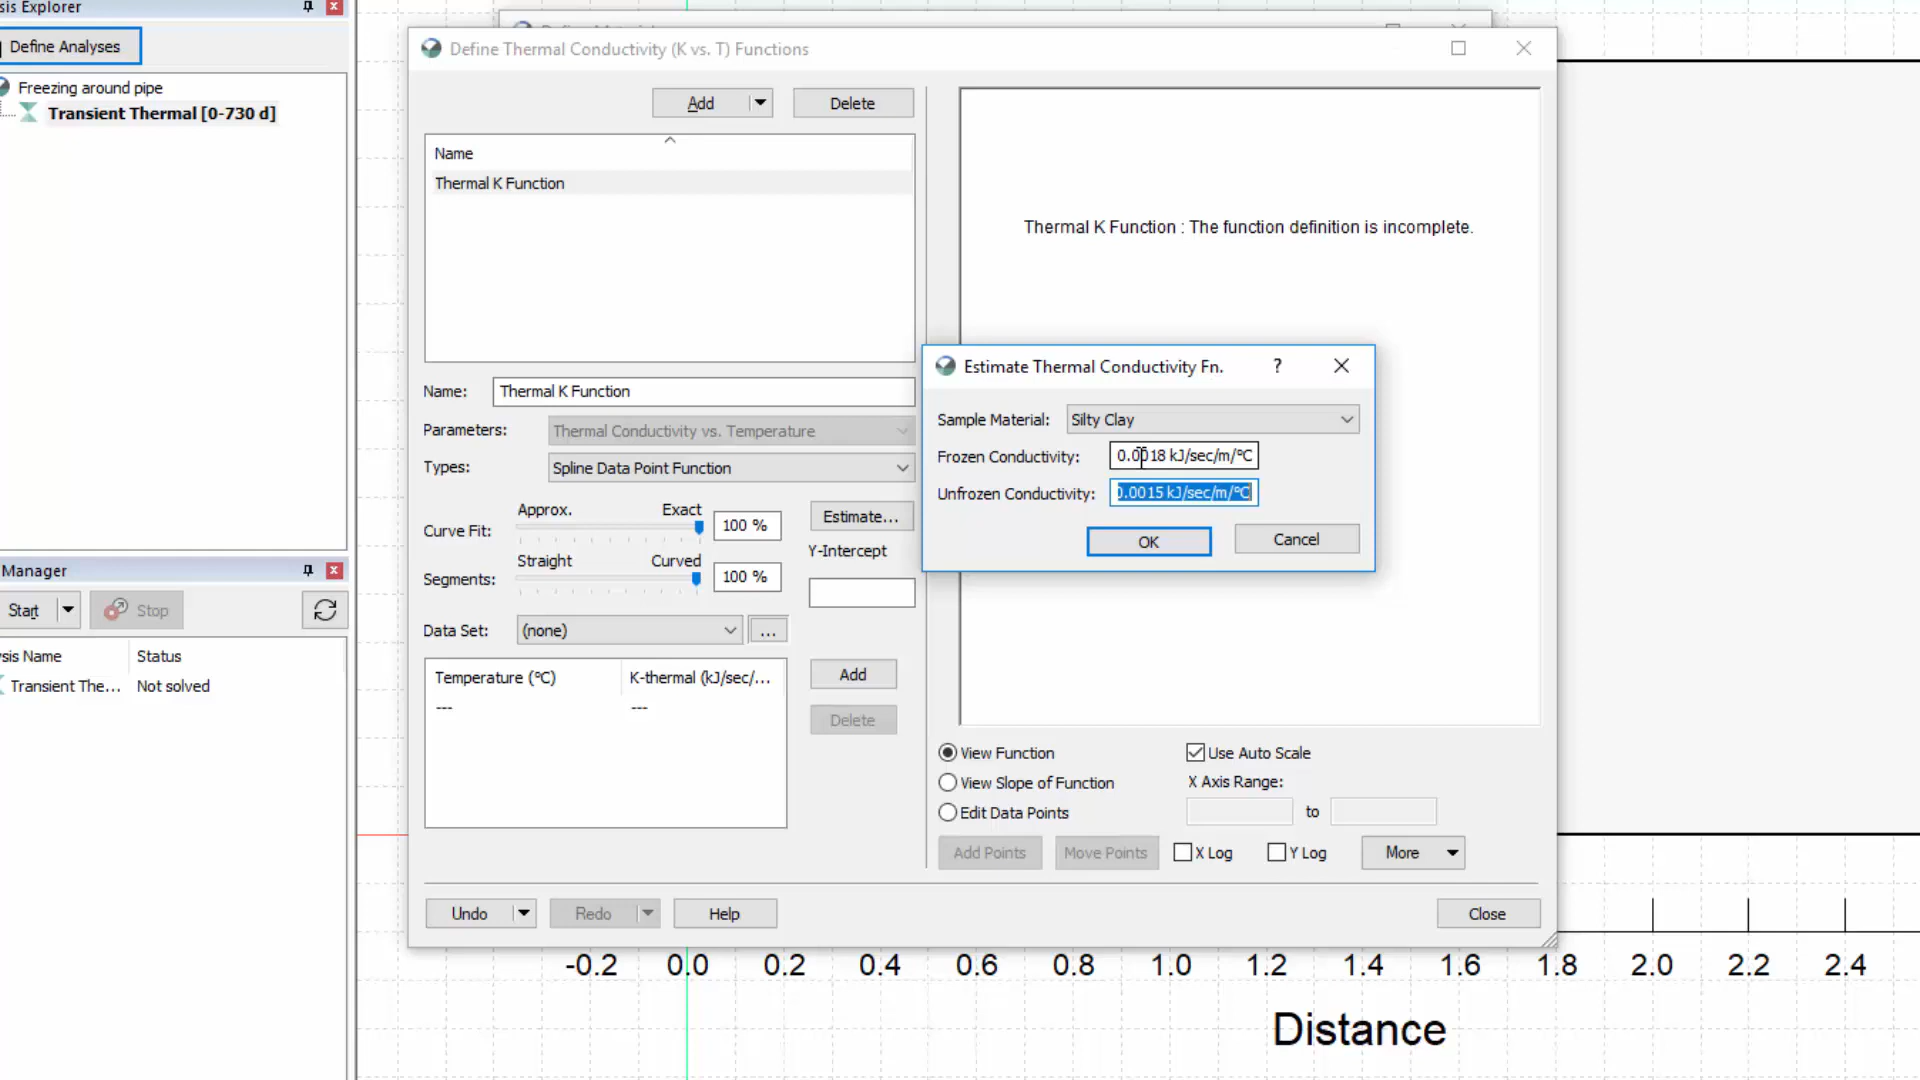 sis Explorer
Define Analyses
Freezing around pipe
Transient Thermal [0-730 d]
Manager
Start
Stop
sis Name Status
Transient The... Not solved
Define Thermal Conductivity (K vs. T) Functions
Add
Delete
Name
Thermal K Function
Name: Thermal K Function
Parameters: Thermal Conductivity vs. Temperature
Types: Spline Data Point Function
Approx. Exact
Curve Fit: 100 %
Estimate...
Y-Intercept
Straight Curved
Segments: 100 %
Data Set: (none) ...
Temperature (°C) K-thermal (kJ/sec/...
--- ---
Add
Delete
Thermal K Function : The function definition is incomplete.
Estimate Thermal Conductivity Fn. ?
Sample Material: Silty Clay
Frozen Conductivity: 0.0018 kJ/sec/m/°C
Unfrozen Conductivity: 0.0015 kJ/sec/m/°C
OK Cancel
View Function
View Slope of Function
Edit Data Points
Use Auto Scale
X Axis Range:
to
Add Points Move Points X Log Y Log More
Undo Redo Help Close
-0.2 0.0 0.2 0.4 0.6 0.8 1.0 1.2 1.4 1.6 1.8 2.0 2.2 2.4
Distance